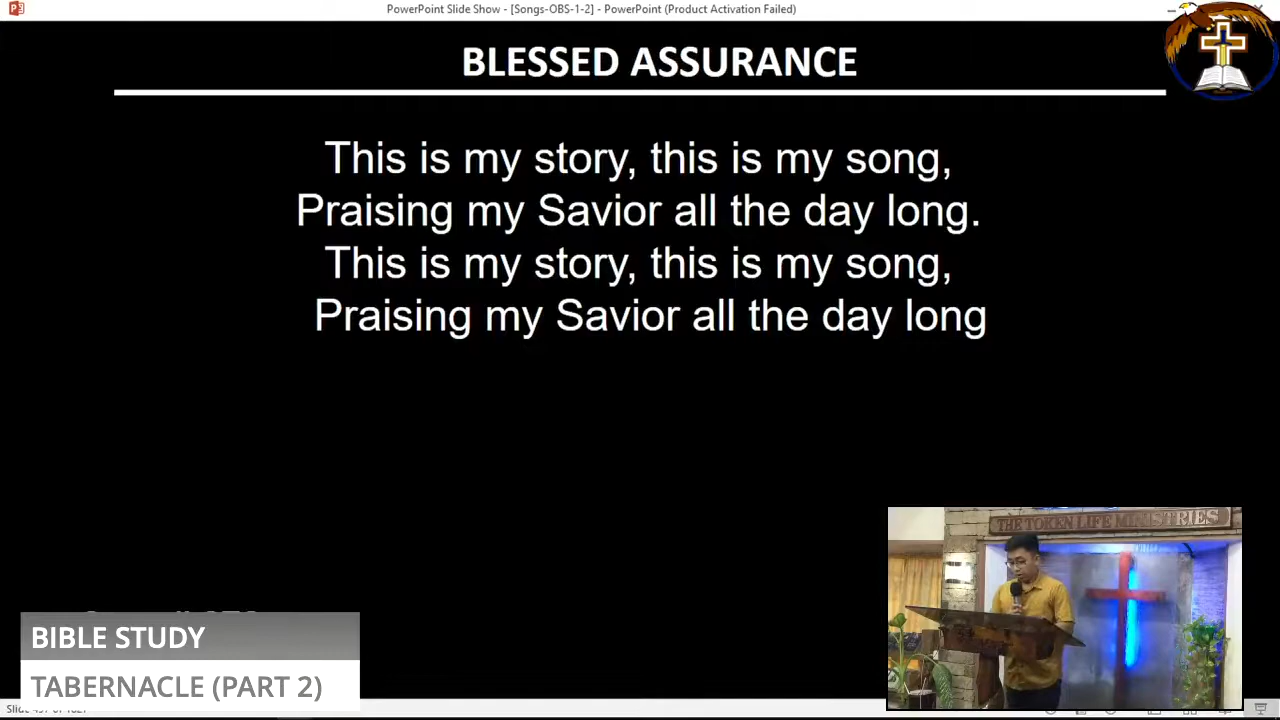 PowerPoint Slide Show - [Songs-OBS-1-2] - PowerPoint (Product Activation Failed)
BLESSED ASSURANCE
This is my story, this is my song,
Praising my Savior all the day long.
This is my story, this is my song,
Praising my Savior all the day long
THE TOKEN LIFE MINISTRIES
BIBLE STUDY
TABERNACLE (PART 2)